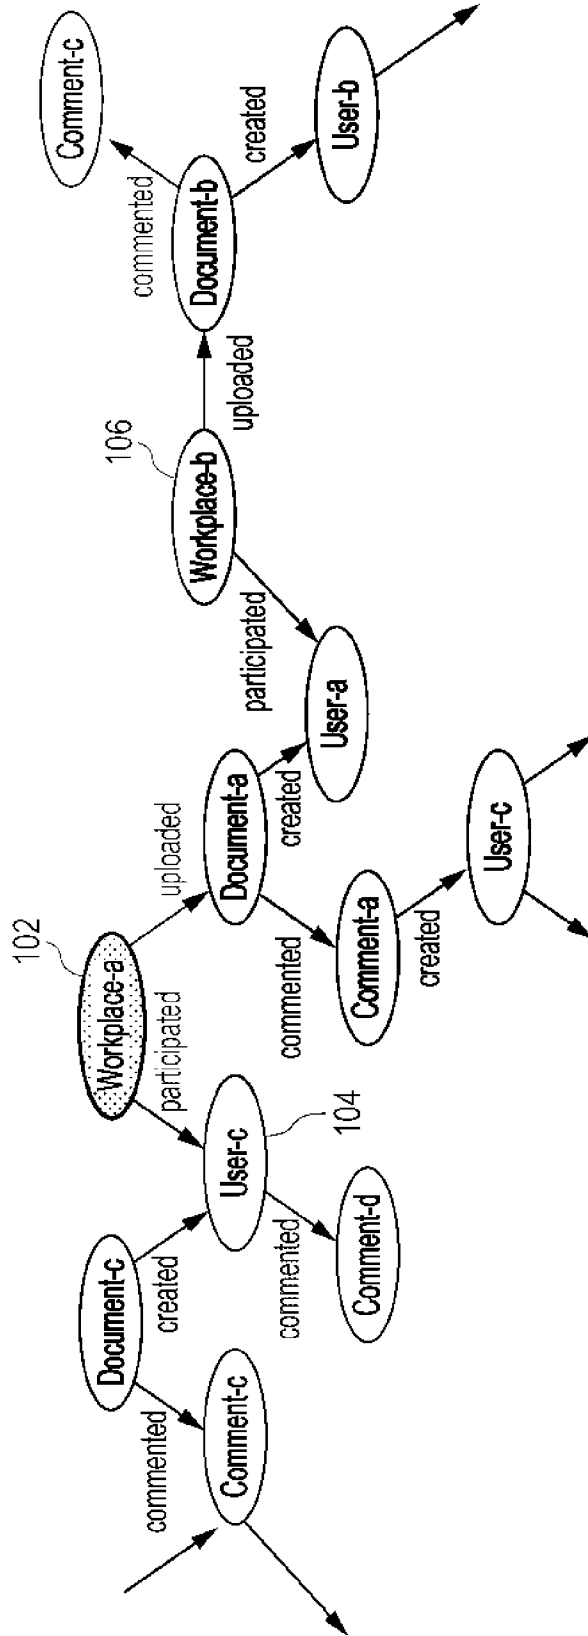 102
106
Workplace-a
participated
uploaded
Document-c
commented
created
Comment-c
User-c
104
commented
Comment-d
Document-a
commented
created
Comment-a
created
User-c
User-a
participated
Workplace-b
uploaded
Document-b
commented
created
Comment-c
User-b